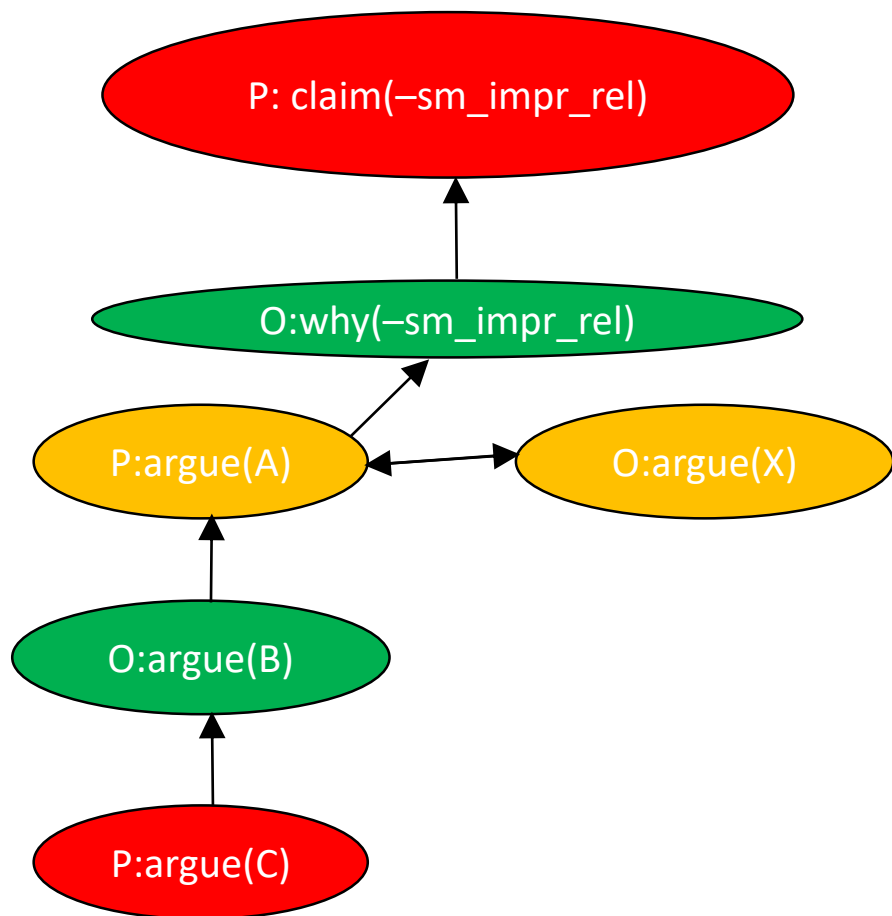 P: claim(–sm_impr_rel)
O:why(–sm_impr_rel)
P:argue(A)
O:argue(X)
O:argue(B)
P:argue(C)